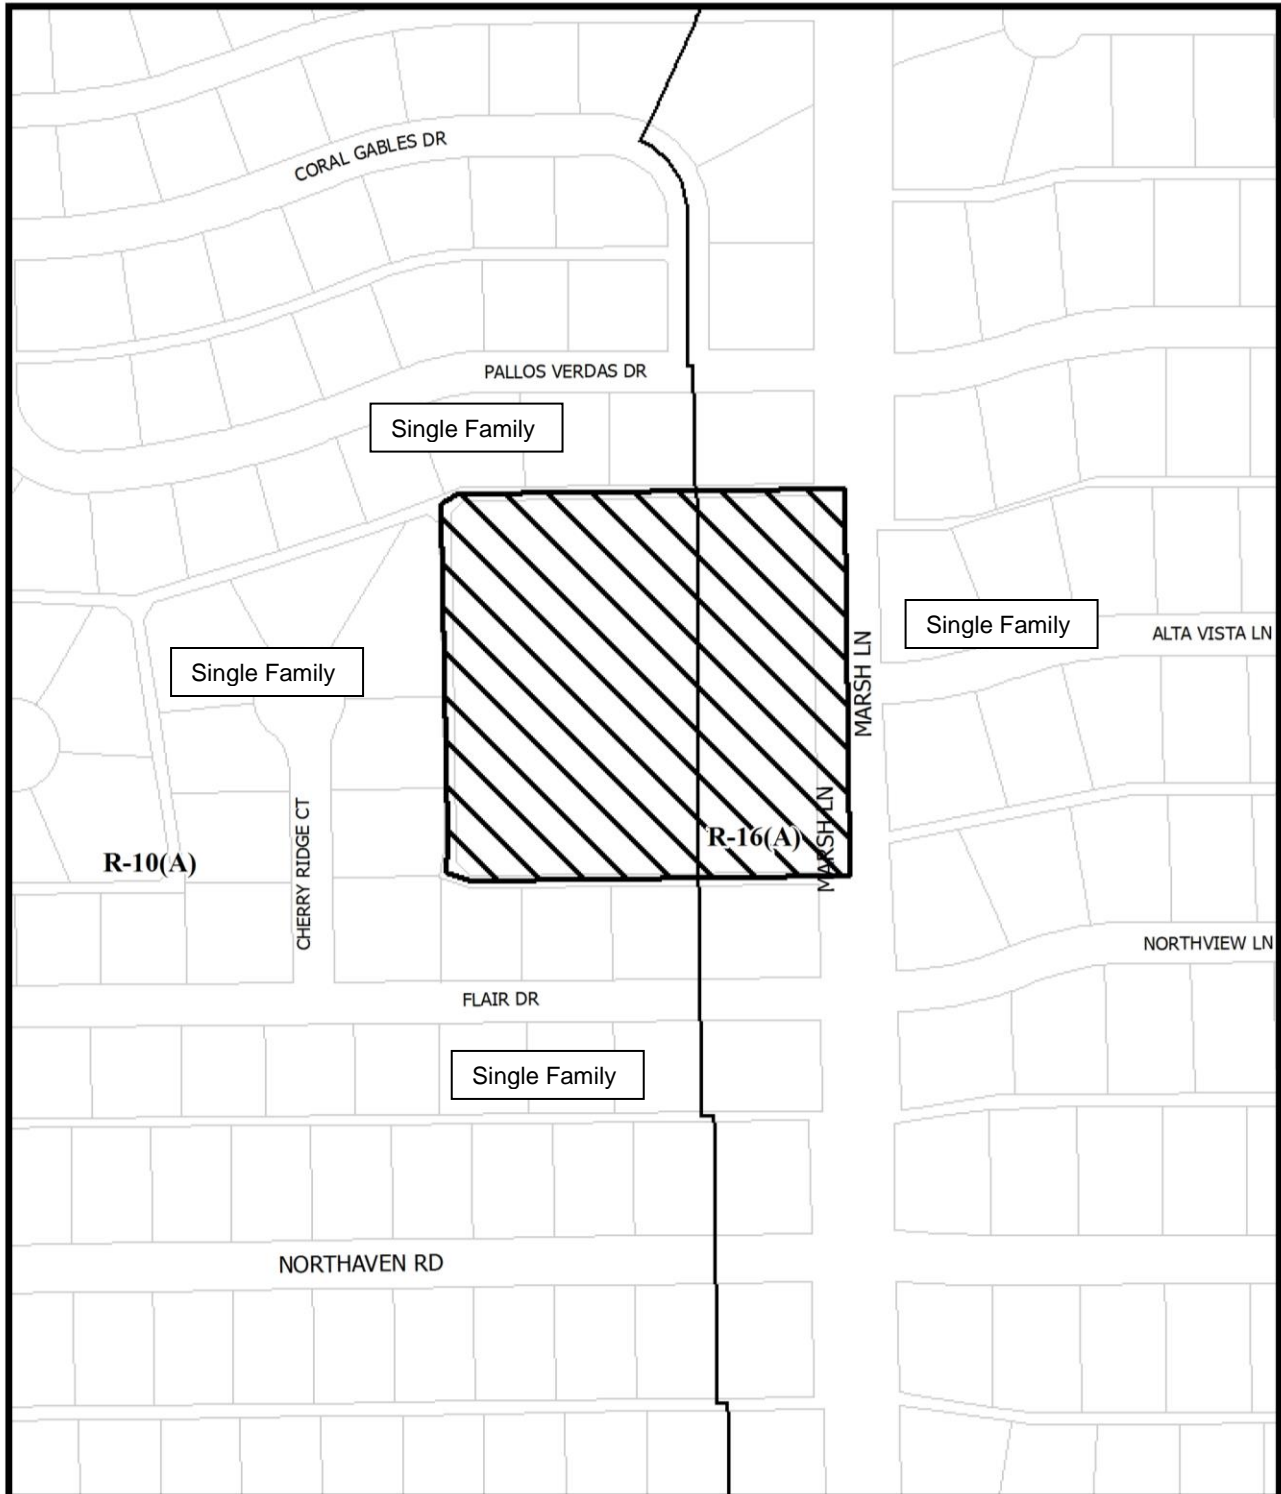 CORAL GABLES DR
PALLOS VERDAS DR
Single Family
Single Family
ALTA VISTA LN
MARSH LN
Single Family
MARSH LN
R-16(A)
R-10(A)
CHERRY RIDGE CT
NORTHVIEW LN
FLAIR DR
Single Family
NORTHAVEN RD